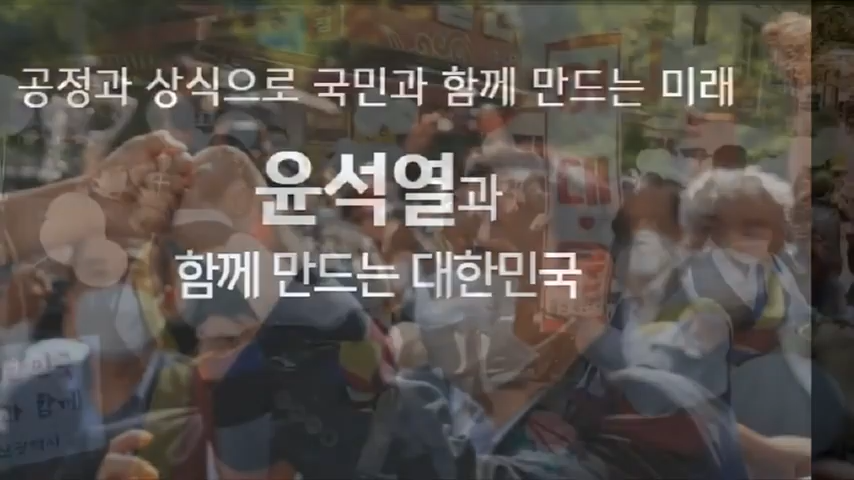 공정과 상식으로 국민과 함께 만드는 미래
윤석열과
함께 만드는 대한민국